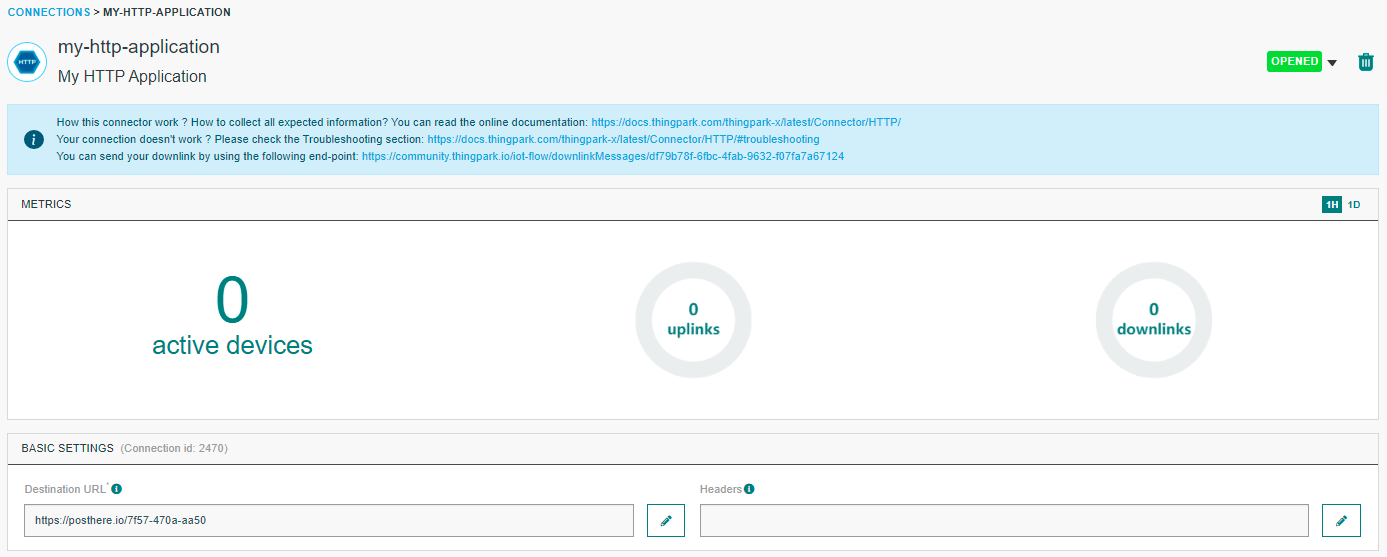 CONNECTIONS > MY-HTTP-APPLICATION
HTTP
my-http-application
My HTTP Application
OPENED
How this connector work ? How to collect all expected information? You can read the online documentation: https://docs.thingpark.com/thingpark-x/latest/Connector/HTTP/
Your connection doesn't work ? Please check the Troubleshooting section: https://docs.thingpark.com/thingpark-x/latest/Connector/HTTP/#troubleshooting
You can send your downlink by using the following end-point: https://community.thingpark.io/iot-flow/downlinkMessages/df79b78f-6fbc-4fab-9632-f07fa7a67124
METRICS
1H 1D
0
active devices
0
uplinks
0
downlinks
BASIC SETTINGS (Connection id: 2470)
Destination URL*
Headers
https://posthere.io/7f57-470a-aa50